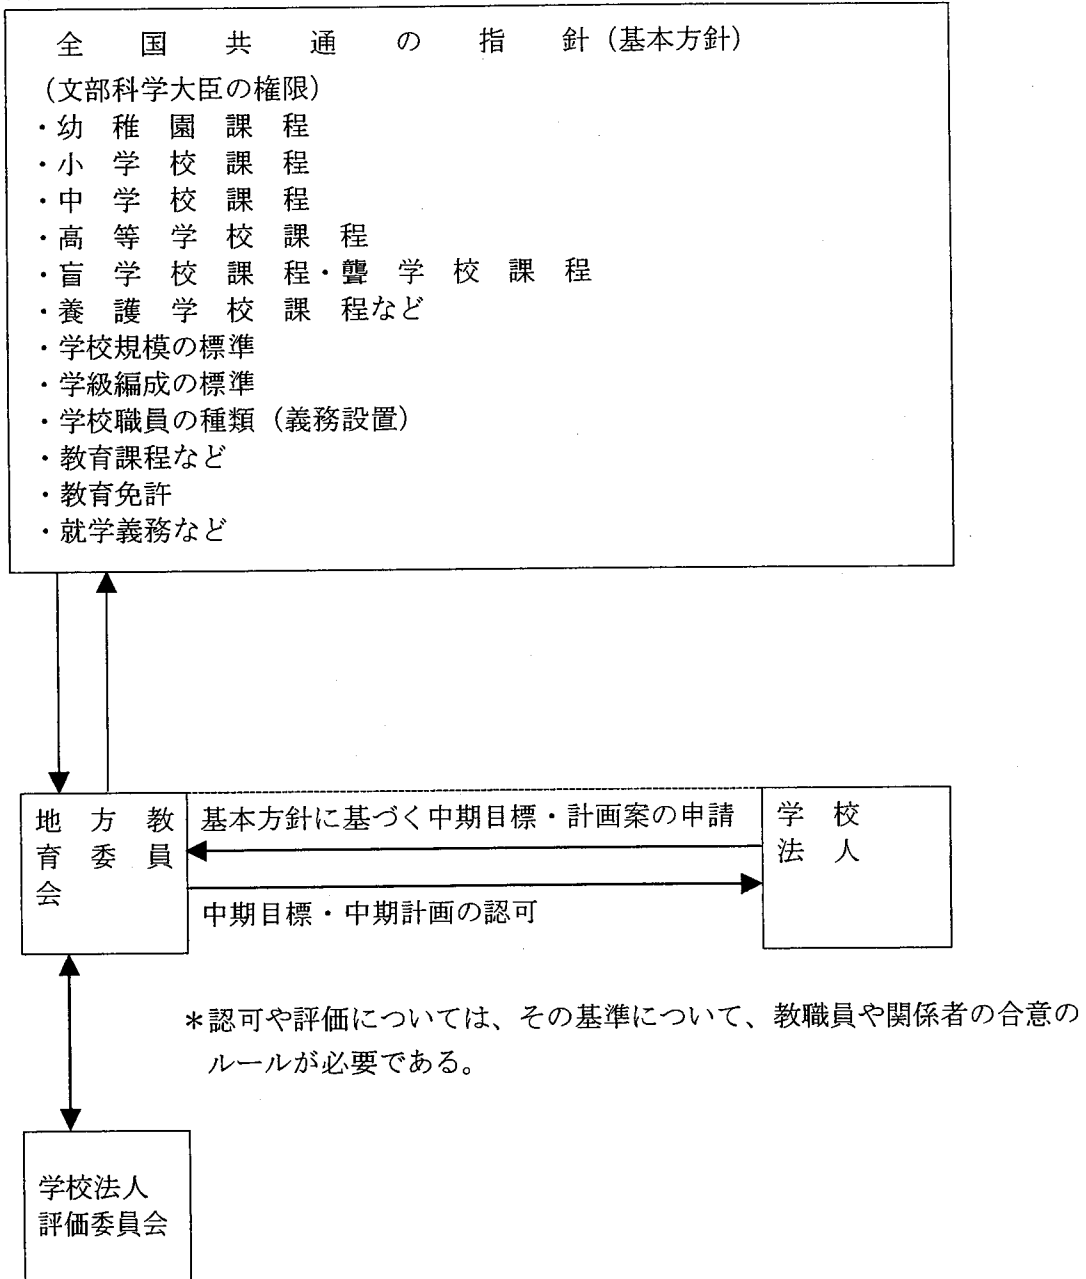 全国共通の指針（基本方針）
（文部科学大臣の権限）
・幼稚園課程
・小学校課程
・中学校課程
・高等学校課程
・盲学校課程・聾学校課程
・養護学校課程など
・学校規模の標準
・学級編成の標準
・学校職員の種類（義務設置）
・教育課程など
・教育免許
・就学義務など
地方教
育委員
会
基本方針に基づく中期目標・計画案の申請
中期目標・中期計画の認可
学校
法人
＊認可や評価については、その基準について、教職員や関係者の合意の
ルールが必要である。
学校法人
評価委員会